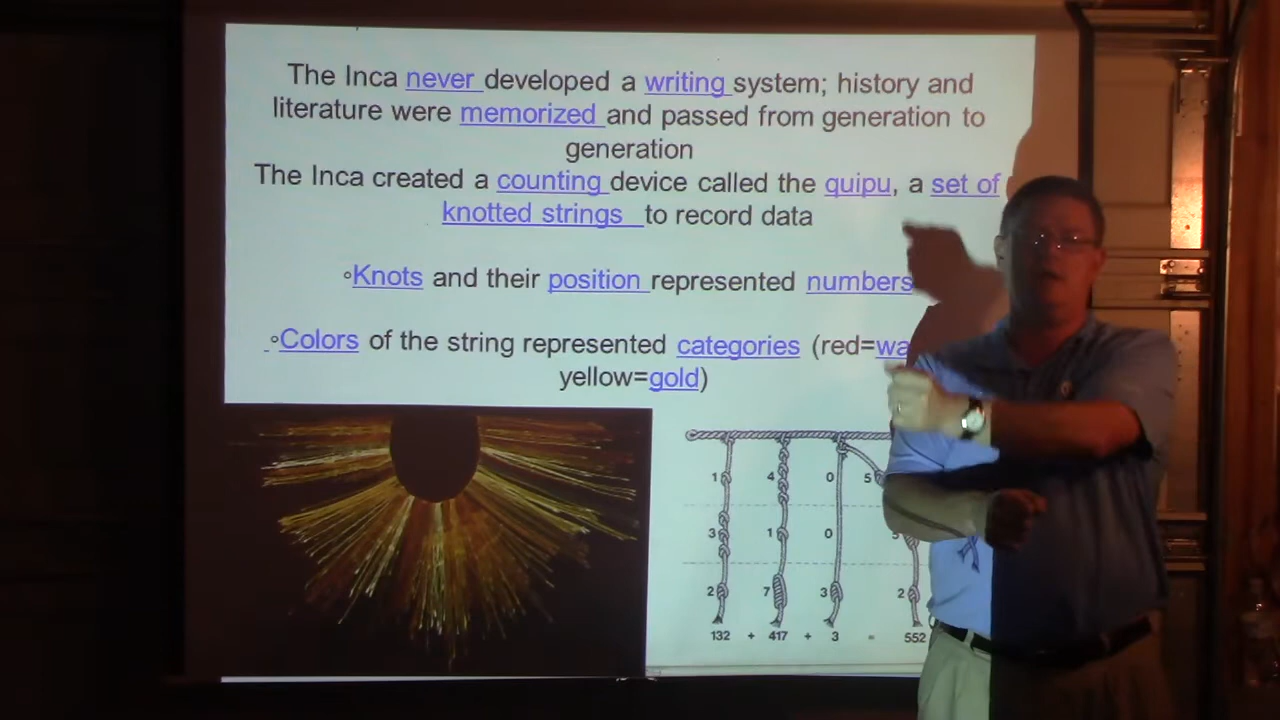 The Inca never developed a writing system; history and
literature were memorized and passed from generation to
generation
The Inca created a counting device called the quipu, a set of
knotted strings to record data
◦Knots and their position represented numbers
◦Colors of the string represented categories (red=wa
yellow=gold)
1 4 0 5
3 1 0
2 7 3 2
132 + 417 + 3 = 552